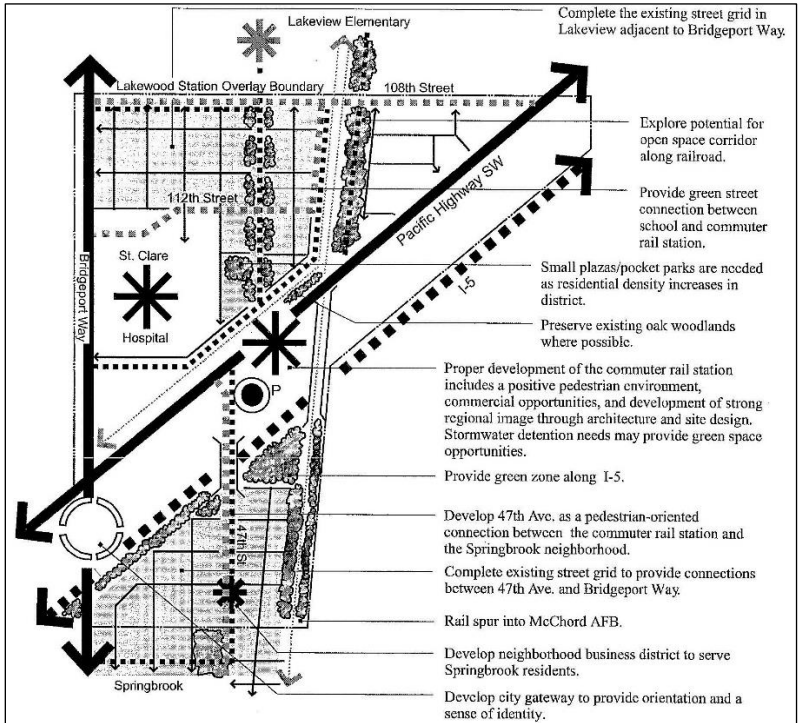 Lakeview Elementary
Complete the existing street grid in
Lakeview adjacent to Bridgeport Way.
Lakewood Station Overlay Boundary
108th Street
Explore potential for
open space corridor
along railroad.
112th Street
Pacific Highway SW
Provide green street
connection between
school and commuter
rail station.
St. Clare
Hospital
Bridgeport Way
I-5
Small plazas/pocket parks are needed
as residential density increases in
district.
Preserve existing oak woodlands
where possible.
P
Proper development of the commuter rail station
includes a positive pedestrian environment,
commercial opportunities, and development of strong
regional image through architecture and site design.
Stormwater detention needs may provide green space
opportunities.
Provide green zone along I-5.
47th St
Develop 47th Ave. as a pedestrian-oriented
connection between the commuter rail station and
the Springbrook neighborhood.
Complete existing street grid to provide connections
between 47th Ave. and Bridgeport Way.
Rail spur into McChord AFB.
Develop neighborhood business district to serve
Springbrook residents.
Springbrook
Develop city gateway to provide orientation and a
sense of identity.